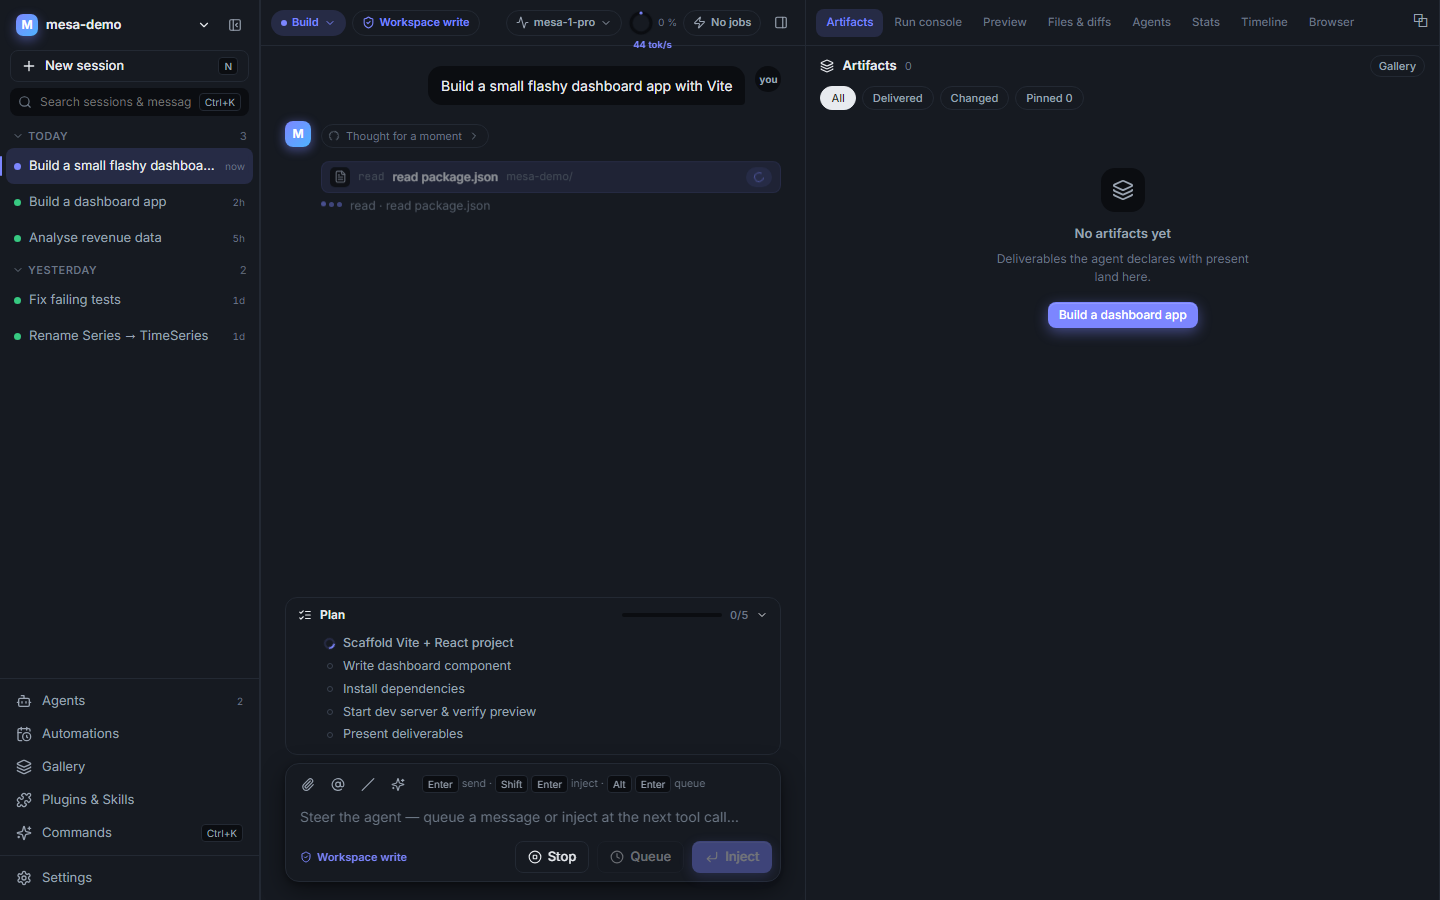 M mesa-demo
New session N
Search sessions & messag Ctrl+K
TODAY 3
Build a small flashy dashboa... now
Build a dashboard app 2h
Analyse revenue data 5h
YESTERDAY 2
Fix failing tests 1d
Rename Series → TimeSeries 1d
Agents 2
Automations
Gallery
Plugins & Skills
Commands Ctrl+K
Settings
Build Workspace write mesa-1-pro 0 % No jobs
44 tok/s
Build a small flashy dashboard app with Vite you
M Thought for a moment
read read package.json mesa-demo/
read · read package.json
Plan 0/5
Scaffold Vite + React project
Write dashboard component
Install dependencies
Start dev server & verify preview
Present deliverables
Enter send · Shift Enter inject · Alt Enter queue
Steer the agent — queue a message or inject at the next tool call...
Workspace write Stop Queue Inject
Artifacts Run console Preview Files & diffs Agents Stats Timeline Browser
Artifacts 0 Gallery
All Delivered Changed Pinned 0
No artifacts yet
Deliverables the agent declares with present
land here.
Build a dashboard app